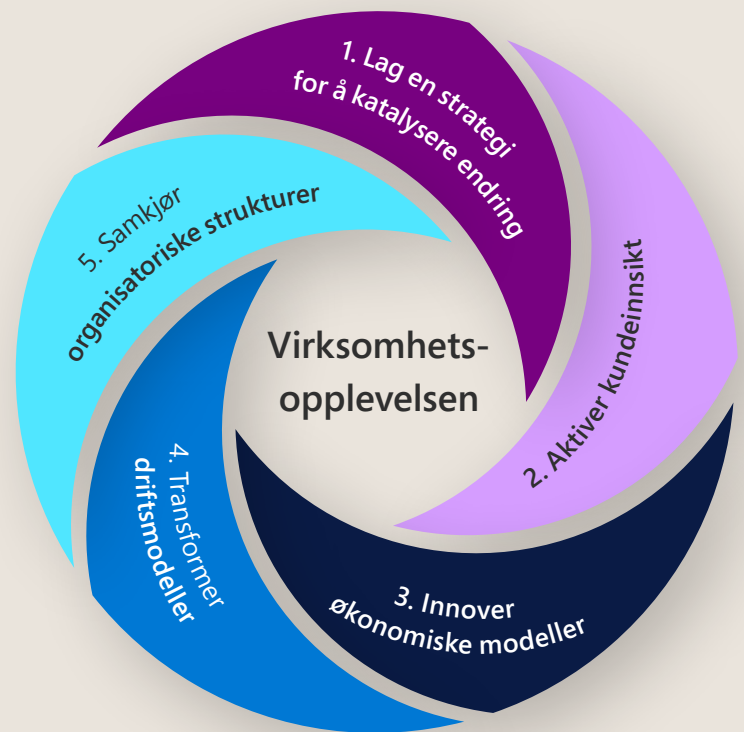 1. Lag en strategi
for å katalysere endring
2. Aktiver kundeinnsikt
3. Innover
økonomiske modeller
4. Transformer
driftsmodeller
5. Samkjør
organisatoriske strukturer
Virksomhets-
opplevelsen